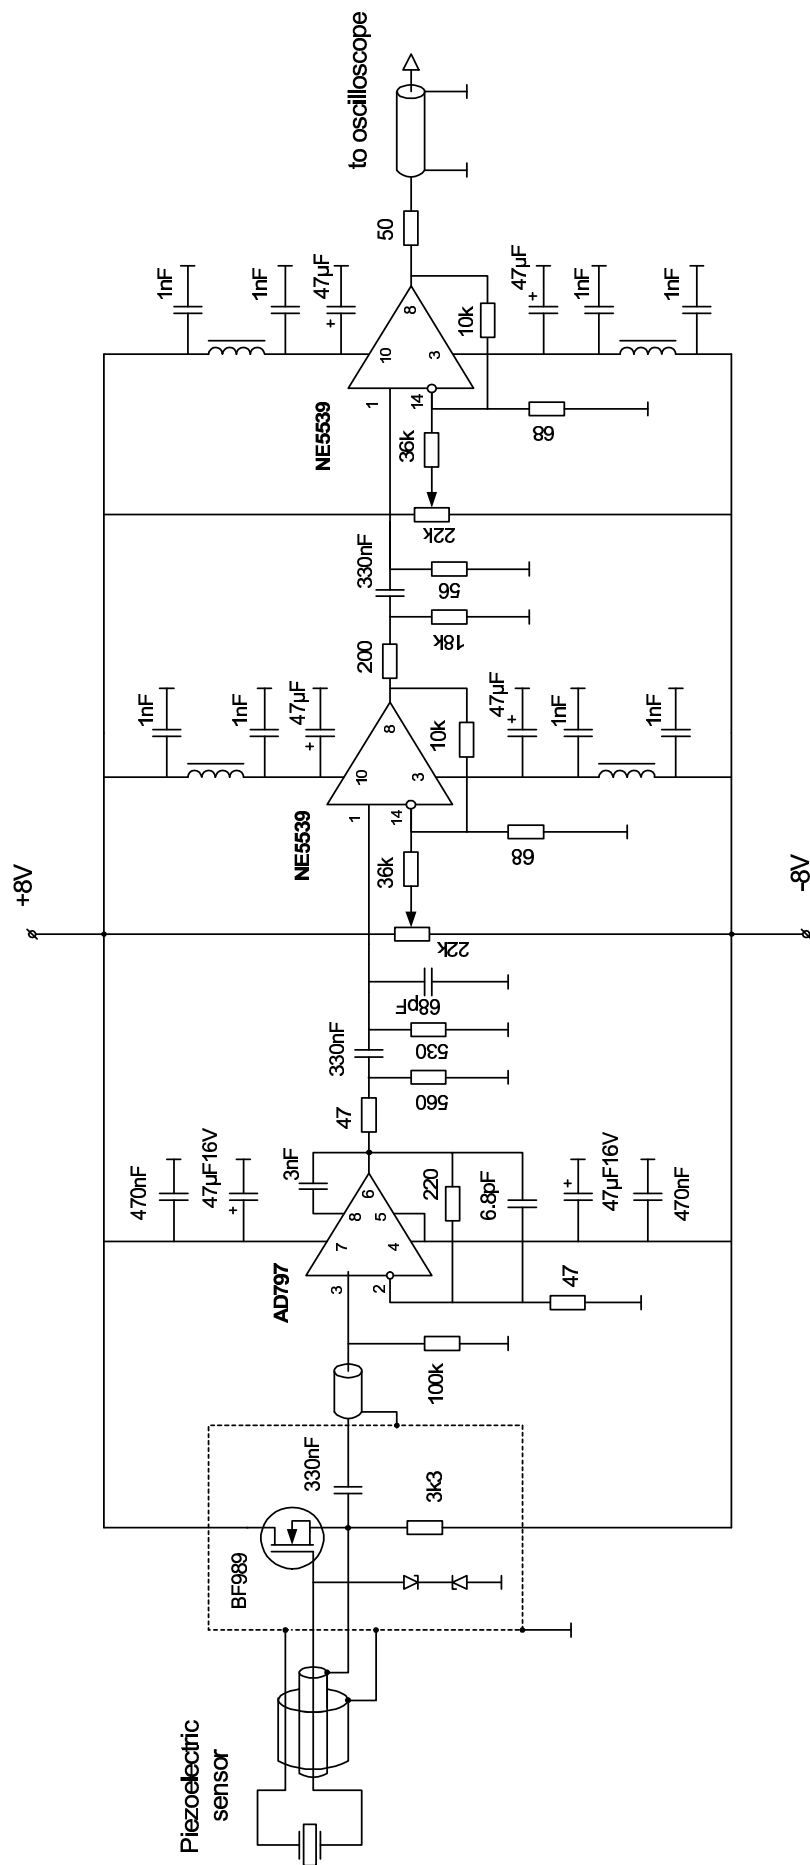 Piezoelectric
sensor
BF989
330nF
3k3
100k
AD797
3
2
7
4
8
5
6
470nF
47µF16V
3nF
220
6.8pF
47µF16V
470nF
47
47
560
330nF
530
68pF
+8V
-8V
22k
36k
NE5539
1
14
10
3
8
1nF
1nF
47µF
10k
47µF
1nF
1nF
68
200
18k
330nF
56
22k
36k
NE5539
1
14
10
3
8
1nF
1nF
47µF
10k
47µF
1nF
1nF
68
50
to oscilloscope
+
+
+
+
+
+